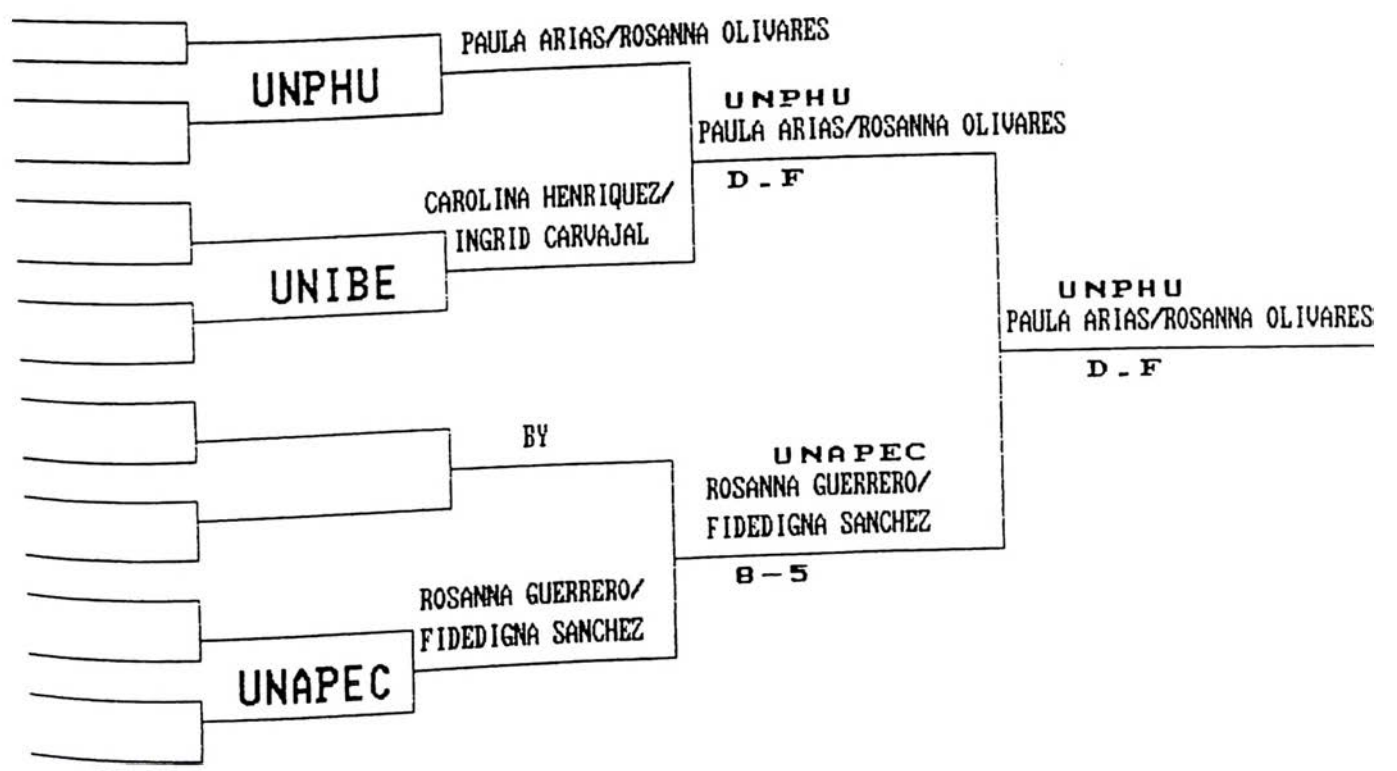 PAULA ARIAS/ROSANNA OLIVARES
UNPHU
UNPHU
PAULA ARIAS/ROSANNA OLIVARES
D-F
CAROLINA HENRIQUEZ/
INGRID CARVAJAL
UNIBE
UNPHU
PAULA ARIAS/ROSANNA OLIVARES
D-F
BY
UNAPEC
ROSANNA GUERRERO/
FIDEDIGNA SANCHEZ
8-5
ROSANNA GUERRERO/
FIDEDIGNA SANCHEZ
UNAPEC